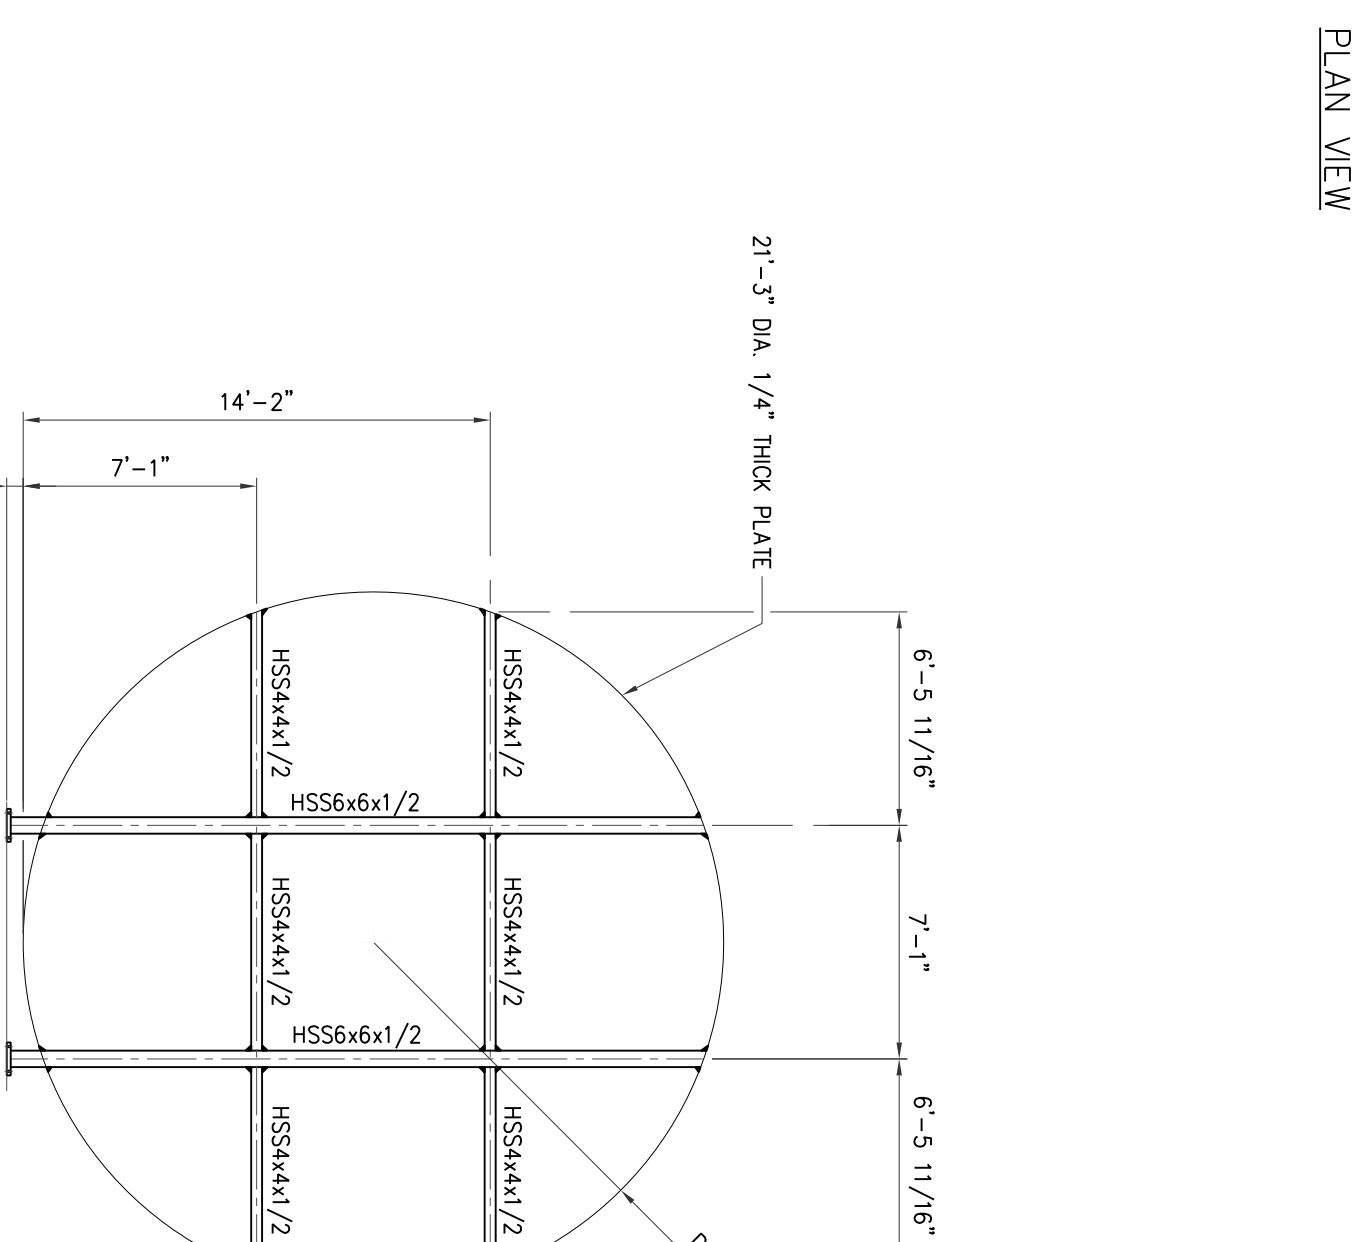 PLAN VIEW
21'-3" DIA. 1/4" THICK PLATE
14'-2"
7'-1"
6'-5 11/16"
HSS4x4x1/2
HSS4x4x1/2
HSS6x6x1/2
HSS4x4x1/2
HSS4x4x1/2
7'-1"
HSS6x6x1/2
HSS4x4x1/2
HSS4x4x1/2
6'-5 11/16"